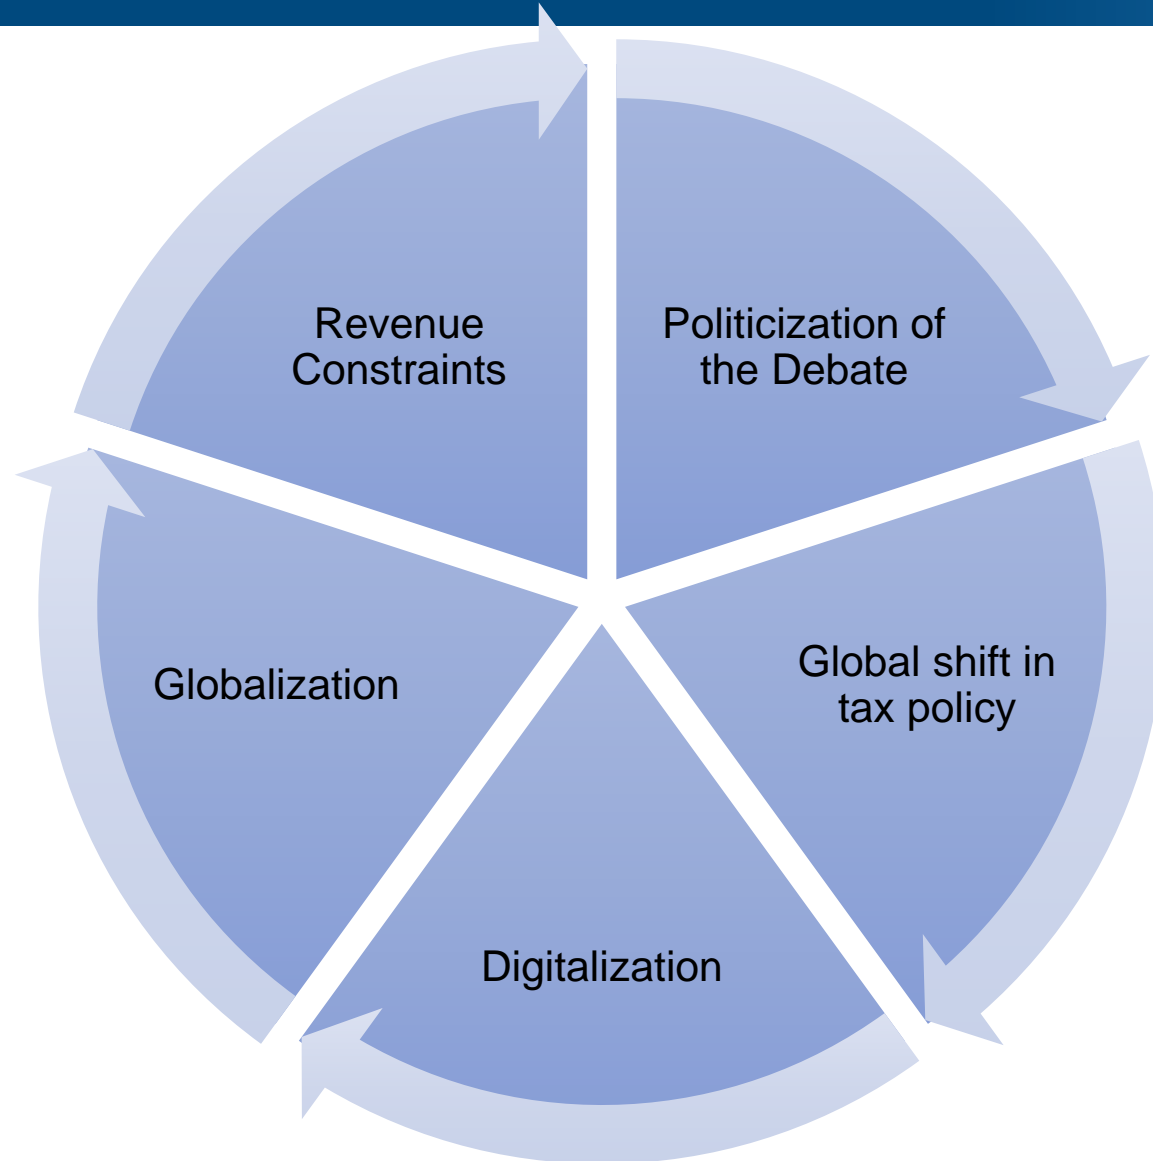 Revenue
Constraints
Politicization of
the Debate
Global shift in
tax policy
Digitalization
Globalization